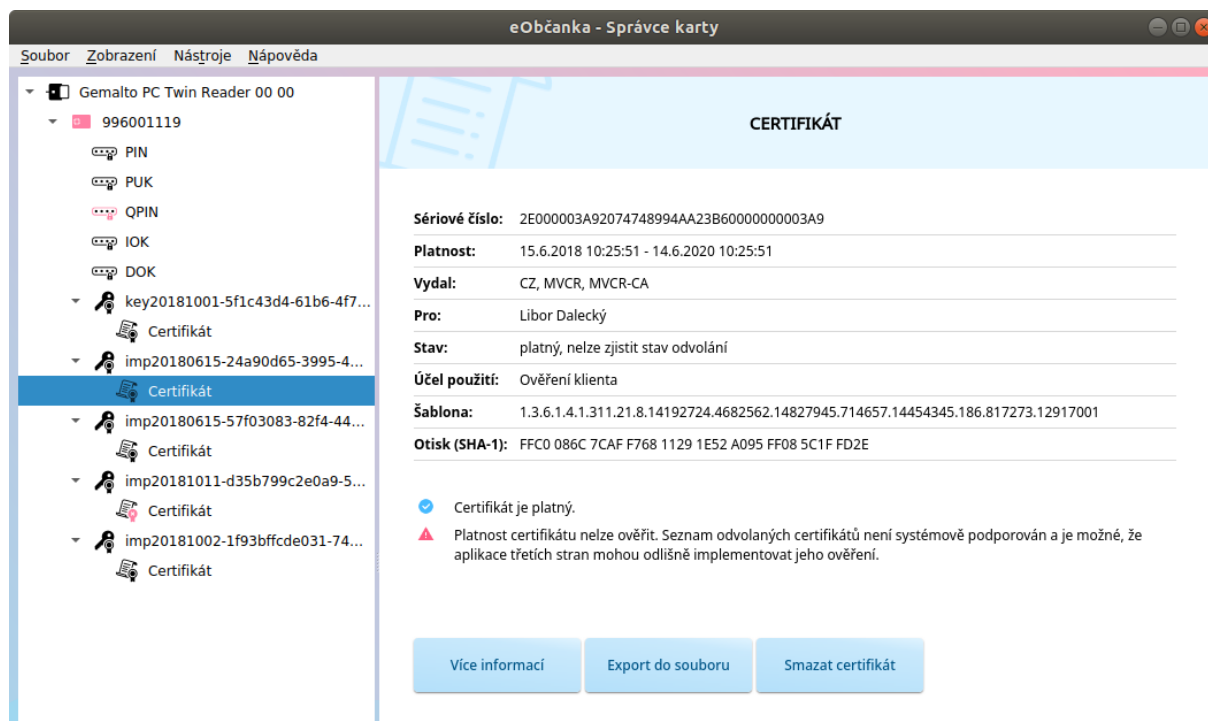 eObčanka - Správce karty
Soubor Zobrazení Nástroje Nápověda
Gemalto PC Twin Reader 00 00
996001119
PIN
PUK
QPIN
IOK
DOK
key20181001-5f1c43d4-61b6-4f7...
Certifikát
imp20180615-24a90d65-3995-4...
Certifikát
imp20180615-57f03083-82f4-44...
Certifikát
imp20181011-d35b799c2e0a9-5...
Certifikát
imp20181002-1f93bffcde031-74...
Certifikát
CERTIFIKÁT
Sériové číslo: 2E000003A92074748994AA23B60000000003A9
Platnost: 15.6.2018 10:25:51 - 14.6.2020 10:25:51
Vydal: CZ, MVCR, MVCR-CA
Pro: Libor Dalecký
Stav: platný, nelze zjistit stav odvolání
Účel použití: Ověření klienta
Šablona: 1.3.6.1.4.1.311.21.8.14192724.4682562.14827945.714657.14454345.186.817273.12917001
Otisk (SHA-1): FFC0 086C 7CAF F768 1129 1E52 A095 FF08 5C1F FD2E
Certifikát je platný.
Platnost certifikátu nelze ověřit. Seznam odvolaných certifikátů není systémově podporován a je možné, že
aplikace třetích stran mohou odlišně implementovat jeho ověření.
Více informací
Export do souboru
Smazat certifikát